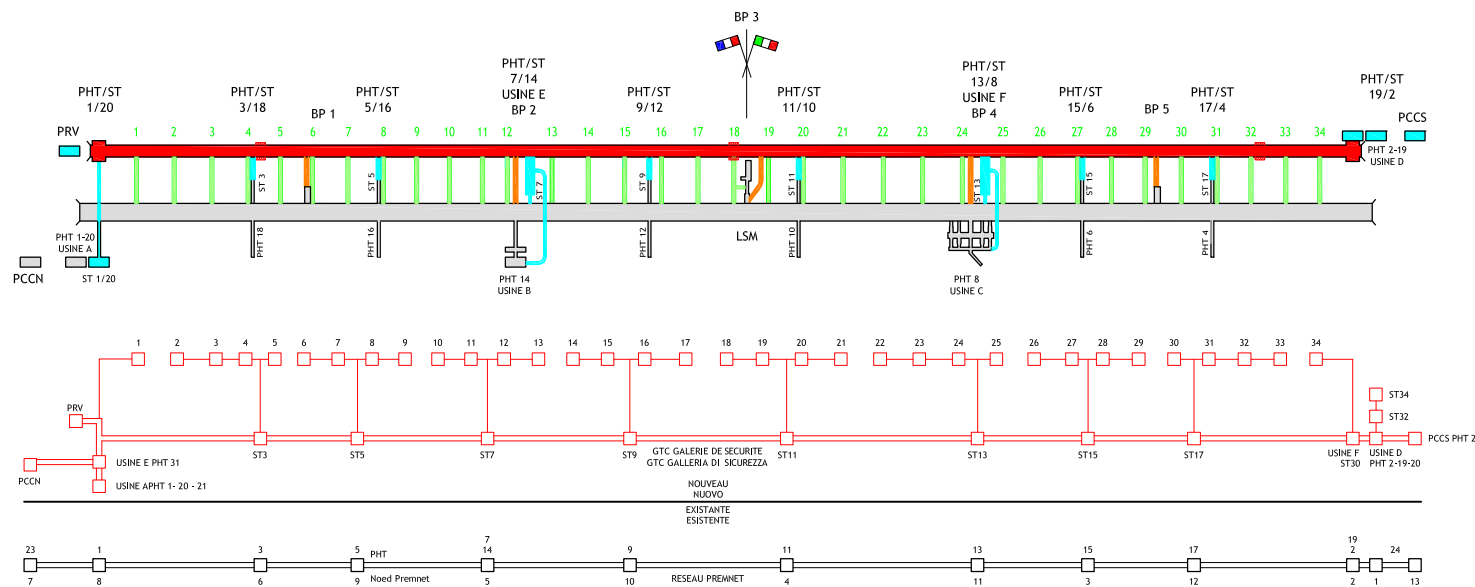 BP 3
PHT/ST
1/20
PHT/ST
3/18
BP 1
PHT/ST
5/16
PHT/ST
7/14
USINE E
BP 2
PHT/ST
9/12
PHT/ST
11/10
PHT/ST
13/8
USINE F
BP 4
PHT/ST
15/6
BP 5
PHT/ST
17/4
PHT/ST
19/2
PRV
PCCS
1 2 3 4 5 6 7 8 9 10 11 12 13 14 15 16 17 18 19 20 21 22 23 24 25 26 27 28 29 30 31 32 33 34
PHT 2-19
USINE D
ST 3
ST 5
ST 7
ST 9
ST 11
ST 13
ST 15
ST 17
PHT 1-20
USINE A
PHT 18
PHT 16
PHT 12
LSM
PHT 10
PHT 6
PHT 4
PCCN
ST 1/20
PHT 14
USINE B
PHT 8
USINE C
1 2 3 4 5 6 7 8 9 10 11 12 13 14 15 16 17 18 19 20 21 22 23 24 25 26 27 28 29 30 31 32 33 34
PRV
ST34
ST32
PCCS PHT 2
ST3
ST5
ST7
ST9
GTC GALERIE DE SECURITE
GTC GALLERIA DI SICUREZZA
ST11
ST13
ST15
ST17
USINE F
ST30
USINE D
PHT 2-19-20
USINE E PHT 31
PCCN
USINE APHT 1- 20 - 21
NOUVEAU
NUOVO
EXISTANTE
ESISTENTE
7 19
23 1 3 5 PHT 14 9 11 13 15 17 2 24
7 8 6 9 Noed Premnet 5 10 RESEAU PREMNET 4 11 3 12 2 1 13